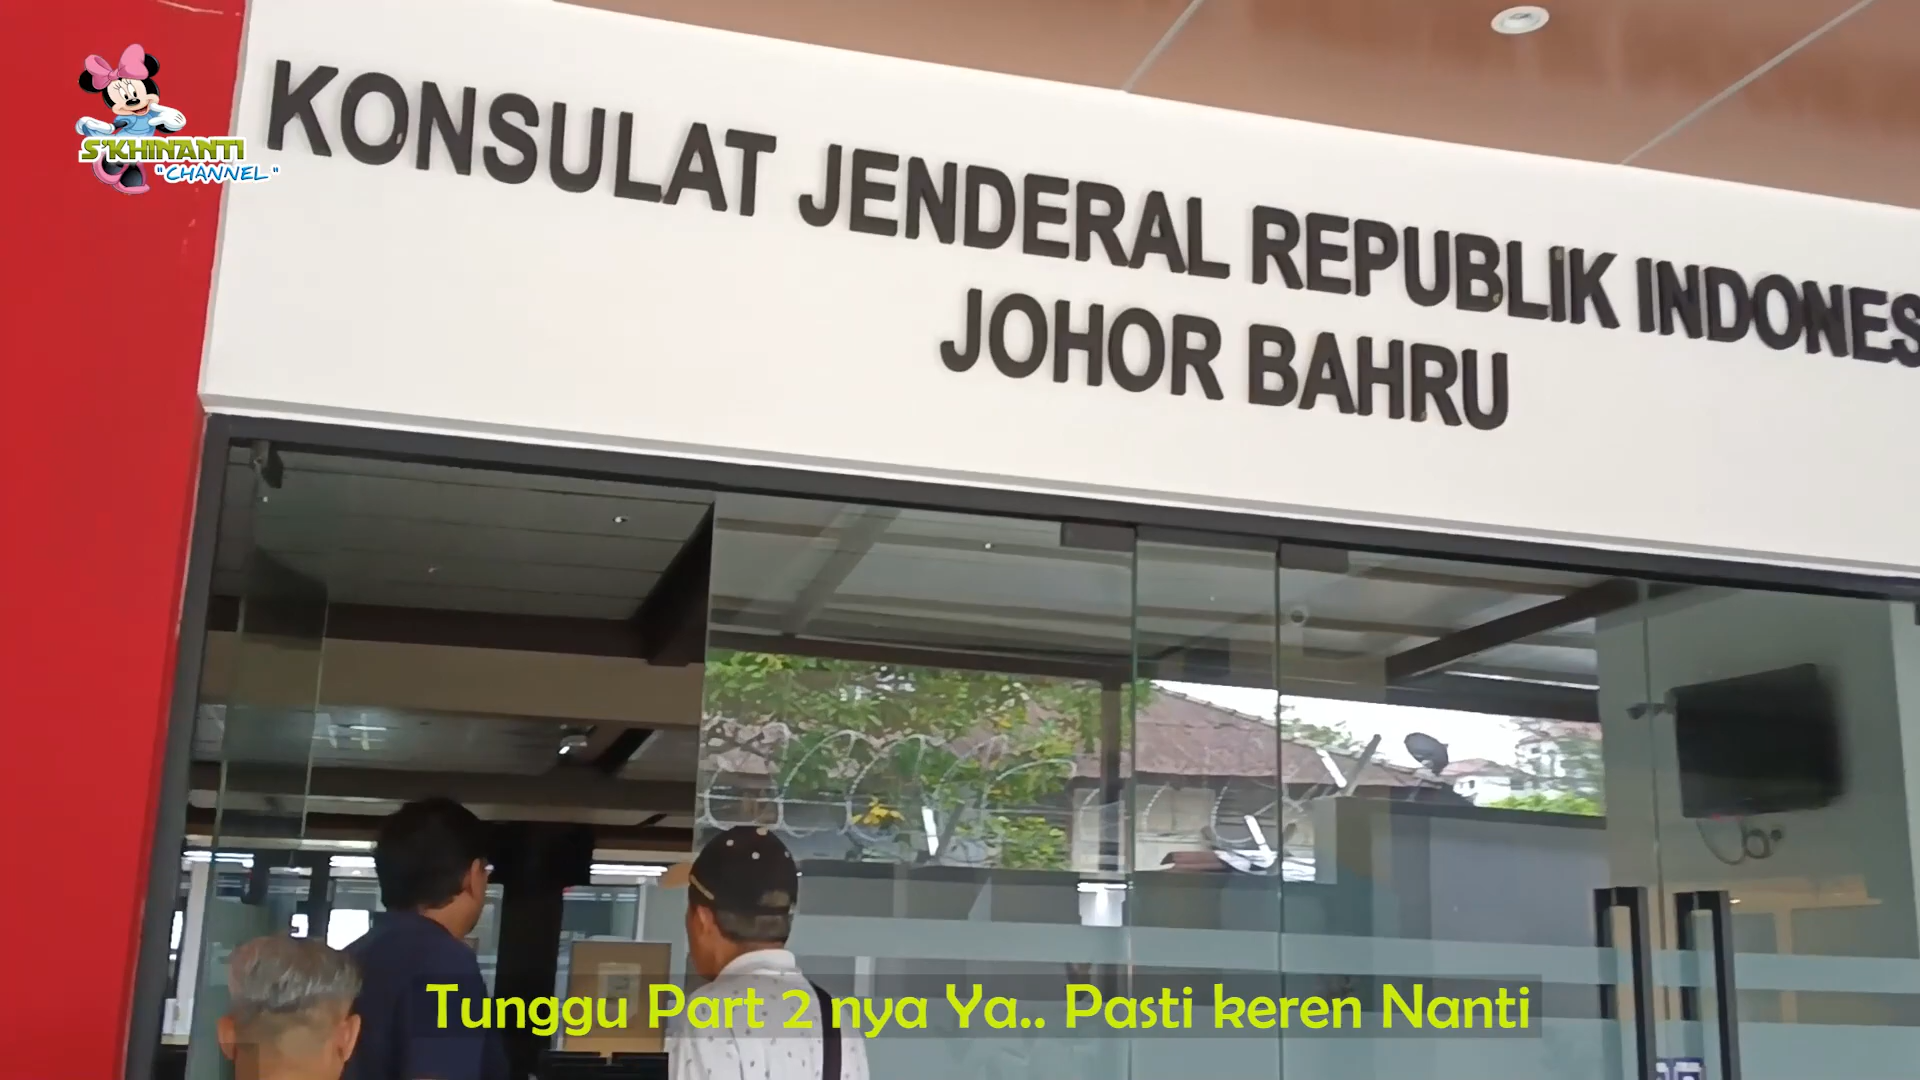 S'KHINANTI
"CHANNEL"
KONSULAT JENDERAL REPUBLIK INDONES
JOHOR BAHRU
Tunggu Part 2 nya Ya.. Pasti keren Nanti